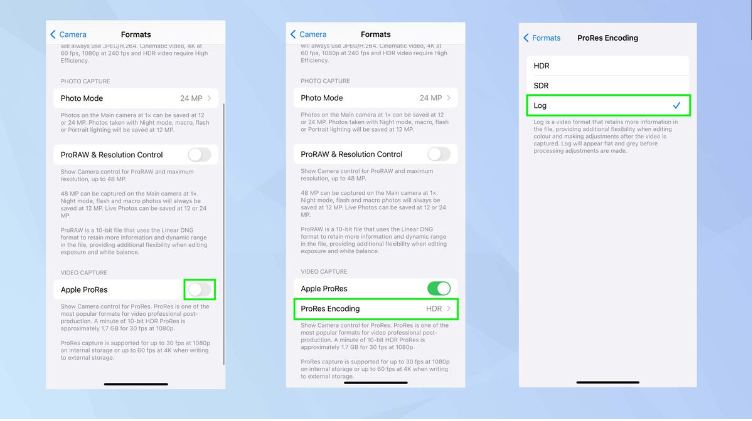 Camera
Formats
will always use JPEG/H.264. Cinematic video, 4K at
60 fps, 1080p at 240 fps and HDR video require High
Efficiency.
PHOTO CAPTURE
Photo Mode 24 MP
Photos on the Main camera at 1x can be saved at 12
or 24 MP. Photos taken with Night mode, macro, flash
or Portrait lighting will be saved at 12 MP.
ProRAW & Resolution Control
Show Camera control for ProRAW and maximum
resolution, up to 48 MP.
48 MP can be captured on the Main camera at 1x.
Night mode, flash and macro photos will always be
saved at 12 MP. Live Photos can be saved at 12 or 24
MP.
ProRAW is a 10-bit file that uses the Linear DNG
format to retain more information and dynamic range
in the file, providing additional flexibility when editing
exposure and white balance.
VIDEO CAPTURE
Apple ProRes
Show Camera control for ProRes. ProRes is one of the
most popular formats for video professional post-
production. A minute of 10-bit HDR ProRes is
approximately 1.7 GB for 30 fps at 1080p.
ProRes capture is supported for up to 30 fps at 1080p
on internal storage or up to 60 fps at 4K when writing
to external storage.
Camera
Formats
will always use JPEG/H.264. Cinematic video, 4K at
60 fps, 1080p at 240 fps and HDR video require High
Efficiency.
PHOTO CAPTURE
Photo Mode 24 MP
Photos on the Main camera at 1x can be saved at 12
or 24 MP. Photos taken with Night mode, macro, flash
or Portrait lighting will be saved at 12 MP.
ProRAW & Resolution Control
Show Camera control for ProRAW and maximum
resolution, up to 48 MP.
48 MP can be captured on the Main camera at 1x.
Night mode, flash and macro photos will always be
saved at 12 MP. Live Photos can be saved at 12 or 24
MP.
ProRAW is a 10-bit file that uses the Linear DNG
format to retain more information and dynamic range
in the file, providing additional flexibility when editing
exposure and white balance.
VIDEO CAPTURE
Apple ProRes
ProRes Encoding HDR
Show Camera control for ProRes. ProRes is one of the
most popular formats for video professional post-
production. A minute of 10-bit HDR ProRes is
approximately 1.7 GB for 30 fps at 1080p.
ProRes capture is supported for up to 30 fps at 1080p
on internal storage or up to 60 fps at 4K when writing
to external storage.
Formats
ProRes Encoding
HDR
SDR
Log
Log is a video format that retains more information in
the file, providing additional flexibility when editing
colour and making adjustments after the video is
captured. Log will appear flat and grey before
processing adjustments are made.